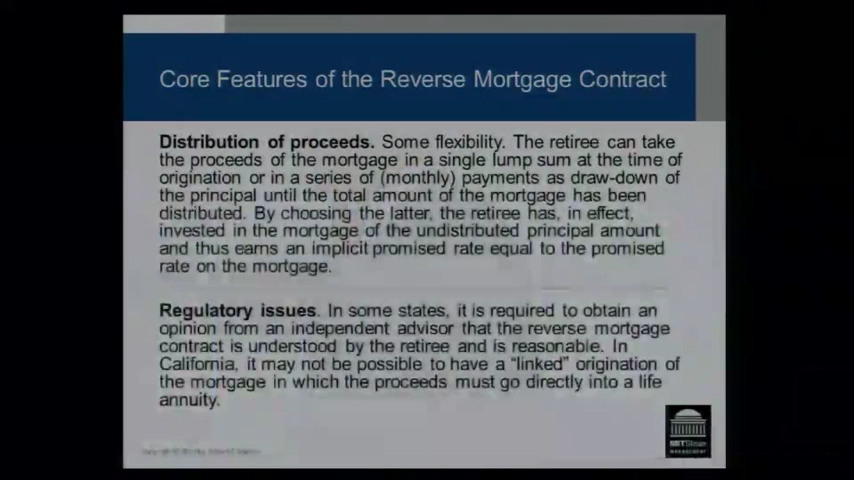 Core Features of the Reverse Mortgage Contract
Distribution of proceeds. Some flexibility. The retiree can take
the proceeds of the mortgage in a single lump sum at the time of
origination or in a series of (monthly) payments as draw-down of
the principal until the total amount of the mortgage has been
distributed. By choosing the latter, the retiree has, in effect,
invested in the mortgage of the undistributed principal amount
and thus earns an implicit promised rate equal to the promised
rate on the mortgage.
Regulatory issues. In some states, it is required to obtain an
opinion from an independent advisor that the reverse mortgage
contract is understood by the retiree and is reasonable. In
California, it may not be possible to have a “linked” origination of
the mortgage in which the proceeds must go directly into a life
annuity.
MIT Sloan
MANAGEMENT